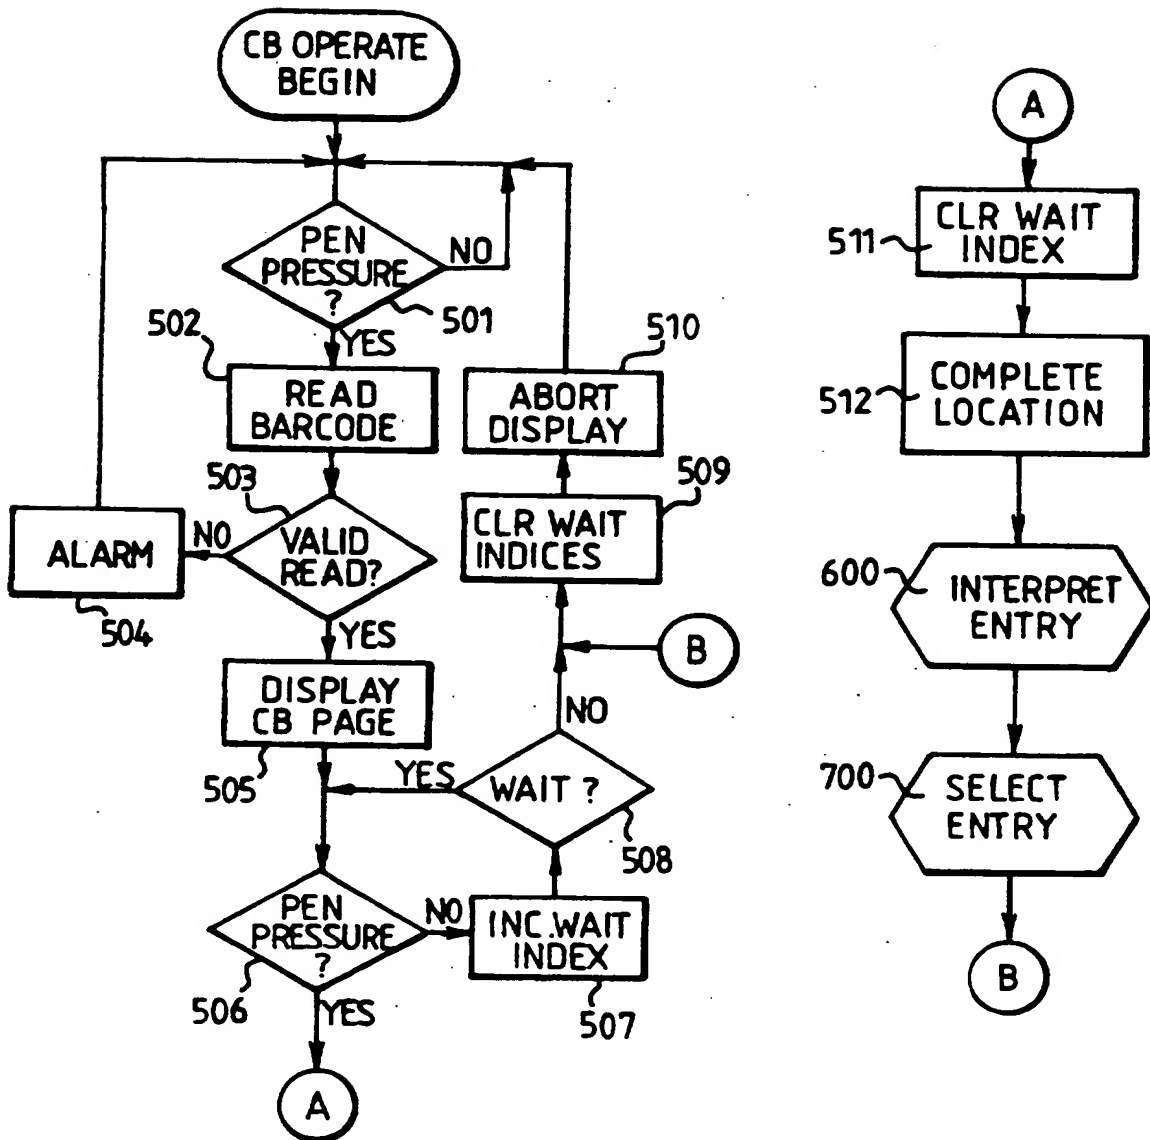 CB OPERATE
BEGIN
PEN
PRESSURE
?
NO
501
YES
502
READ
BARCODE
503
VALID
READ?
NO
ALARM
504
YES
DISPLAY
CB PAGE
505
PEN
PRESSURE
?
506
NO
YES
A
INC.WAIT
INDEX
507
WAIT ?
508
YES
NO
B
CLR WAIT
INDICES
509
ABORT
DISPLAY
510
A
511
CLR WAIT
INDEX
512
COMPLETE
LOCATION
600
INTERPRET
ENTRY
700
SELECT
ENTRY
B